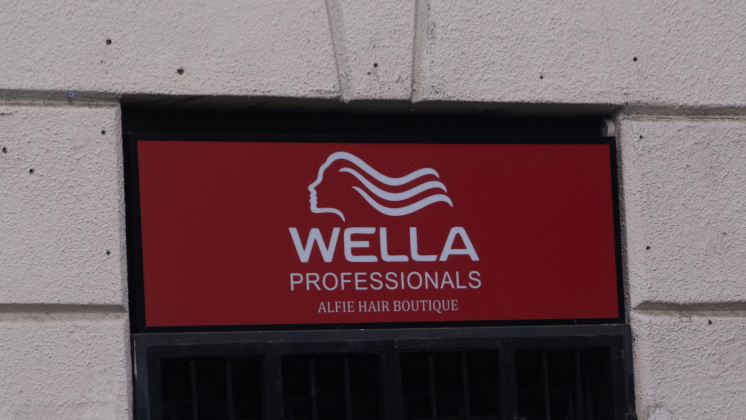 WELLA
PROFESSIONALS
ALFIE HAIR BOUTIQUE